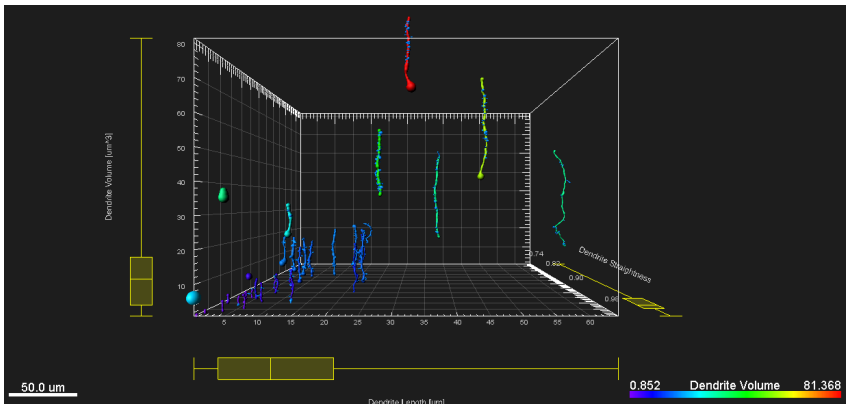 80
70
60
50
40
30
20
10
Dendrite Volume [µm^3]
0.74
0.82
0.90
0.98
Dendrite Straightness
5 10 15 20 25 30 35 40 45 50 55 60
Dendrite Length [µm]
50.0 um
0.852 Dendrite Volume 81.368